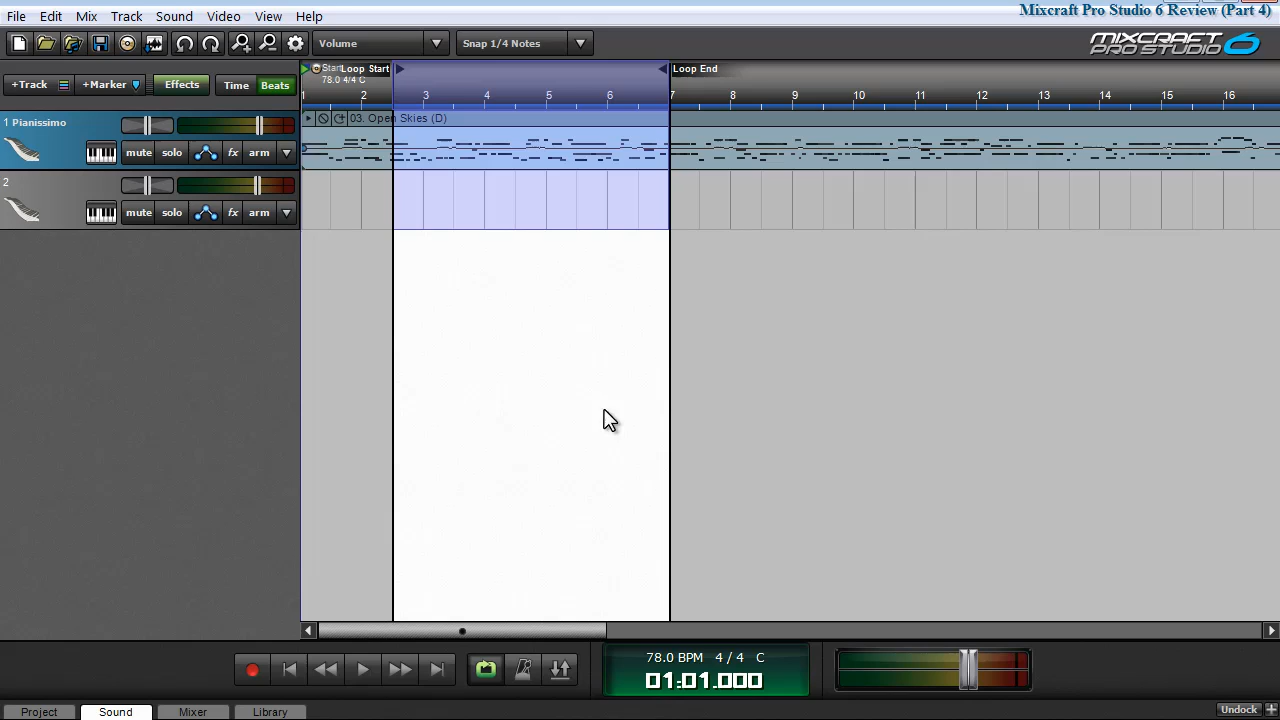 Mixcraft Pro Studio 6 Review (Part 4)
File Edit Mix Track Sound Video View Help
Volume
Snap 1/4 Notes
MIXCRAFT
PRO STUDIO 6
+Track
+Marker
Effects
Time
Beats
Start
Loop Start
Loop End
78.0 4/4 C
1 2 3 4 5 6 7 8 9 10 11 12 13 14 15 16
1 Pianissimo
03. Open Skies (D)
mute solo fx arm
2
mute solo fx arm
78.0 BPM 4 / 4 C
01:01.000
Project Sound Mixer Library
Undock